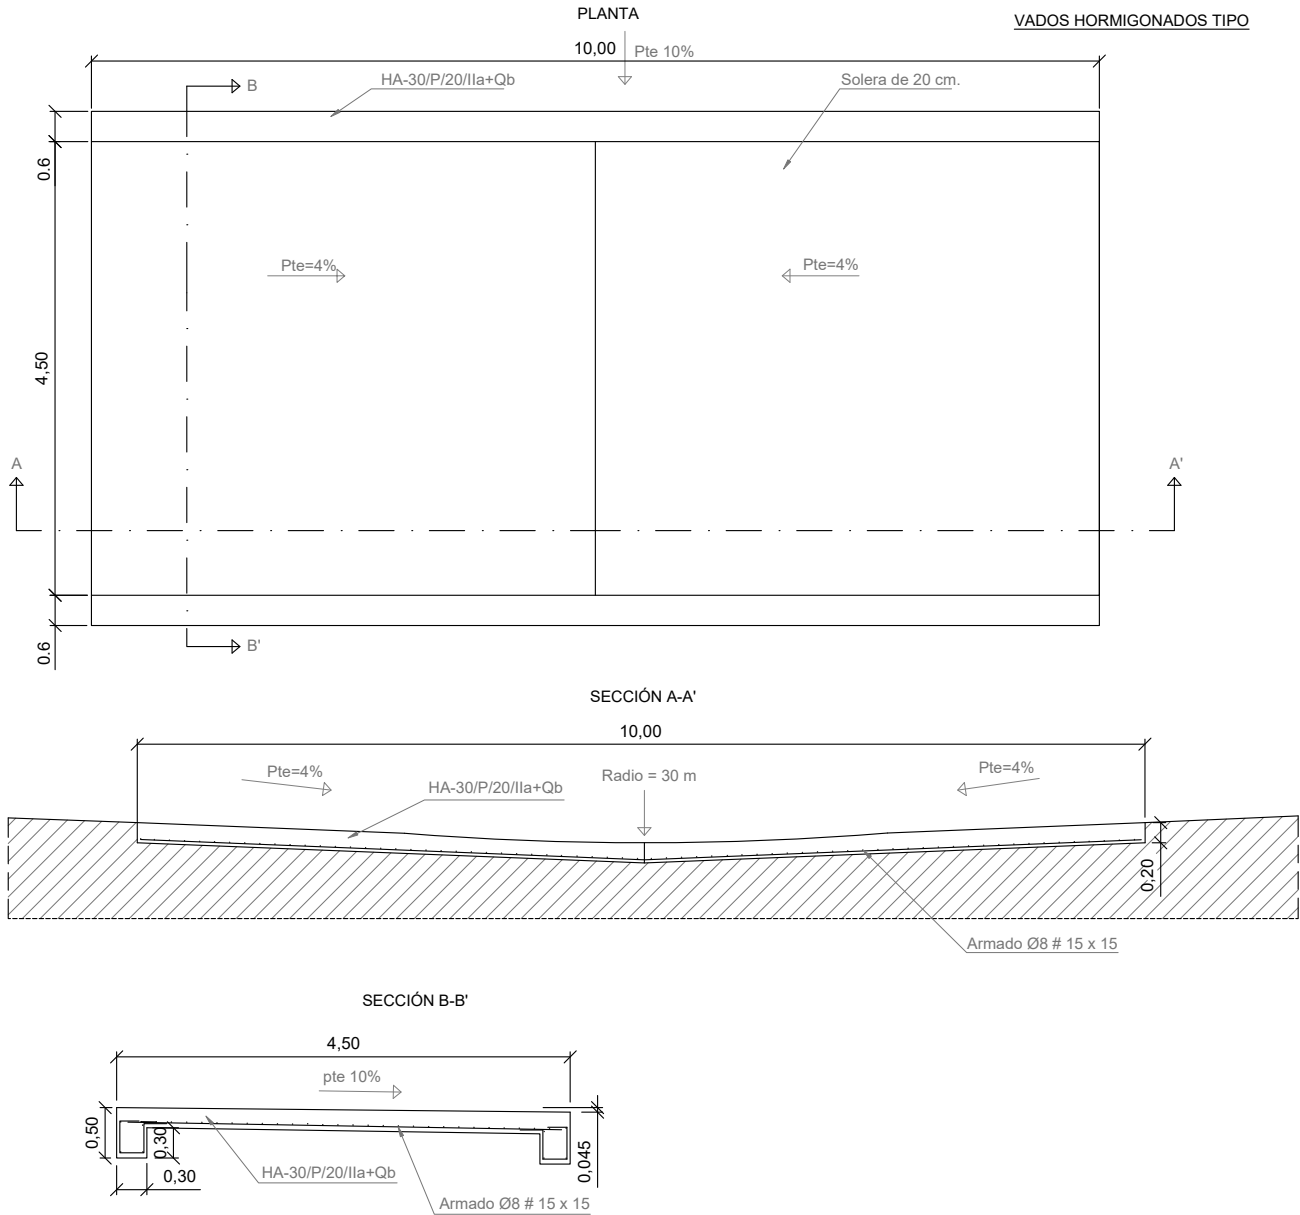 PLANTA
VADOS HORMIGONADOS TIPO
10,00
Pte 10%
B
HA-30/P/20/IIa+Qb
Solera de 20 cm.
0.6
Pte=4%
Pte=4%
4,50
A
A'
0.6
B'
SECCIÓN A-A'
10,00
Pte=4%
HA-30/P/20/IIa+Qb
Radio = 30 m
Pte=4%
0,20
Armado Ø8 # 15 x 15
SECCIÓN B-B'
4,50
pte 10%
0,50
0,30
0,045
0,30
HA-30/P/20/IIa+Qb
Armado Ø8 # 15 x 15